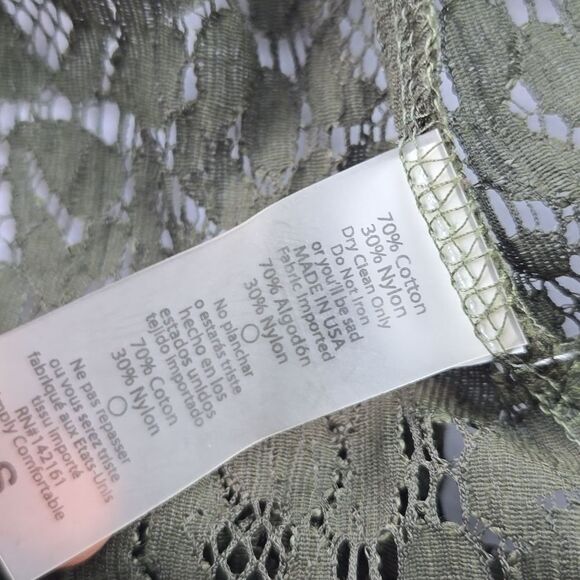 70% Cotton
30% Nylon
Dry Clean Only
Do Not Iron
or you'll be sad
MADE IN USA
Fabric Imported
70% Algodón
30% Nylon
No planchar
o estarás triste
hecho en los
estados unidos
tejido importado
70% Coton
30% Nylon
Ne pas repasser
ou vous serez triste
fabriqué aux Etats-Unis
tissu importé
RN#142161
Comfortable
S